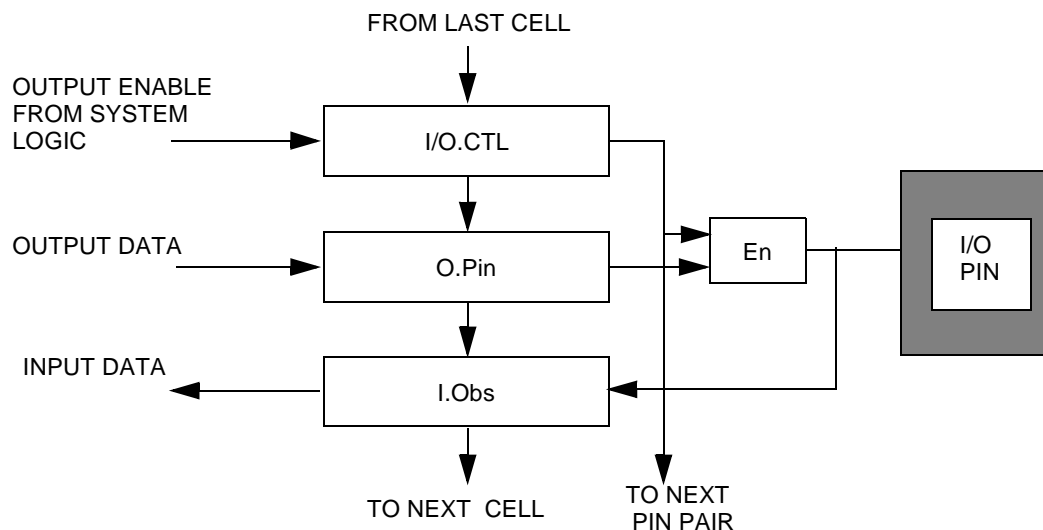 FROM LAST CELL
OUTPUT ENABLE
FROM SYSTEM
LOGIC
I/O.CTL
OUTPUT DATA
O.Pin
En
I/O
PIN
INPUT DATA
I.Obs
TO NEXT CELL
TO NEXT
PIN PAIR